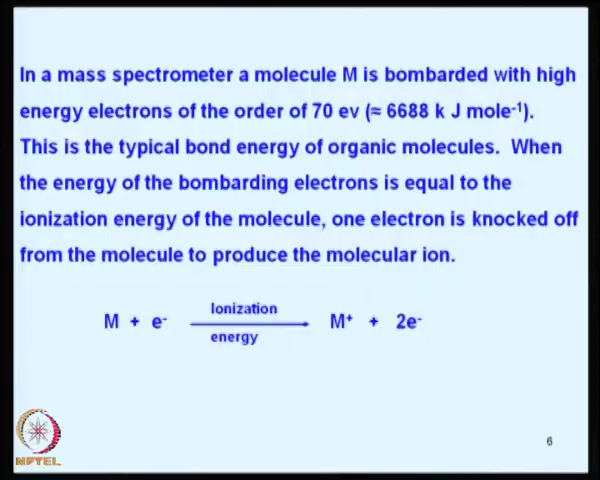 In a mass spectrometer a molecule M is bombarded with high
energy electrons of the order of 70 ev (≈ 6688 k J mole⁻¹).
This is the typical bond energy of organic molecules.  When
the energy of the bombarding electrons is equal to the
ionization energy of the molecule, one electron is knocked off
from the molecule to produce the molecular ion.
Ionization
M + e⁻ ⟶ M⁺ + 2e⁻
energy
6
NPTEL